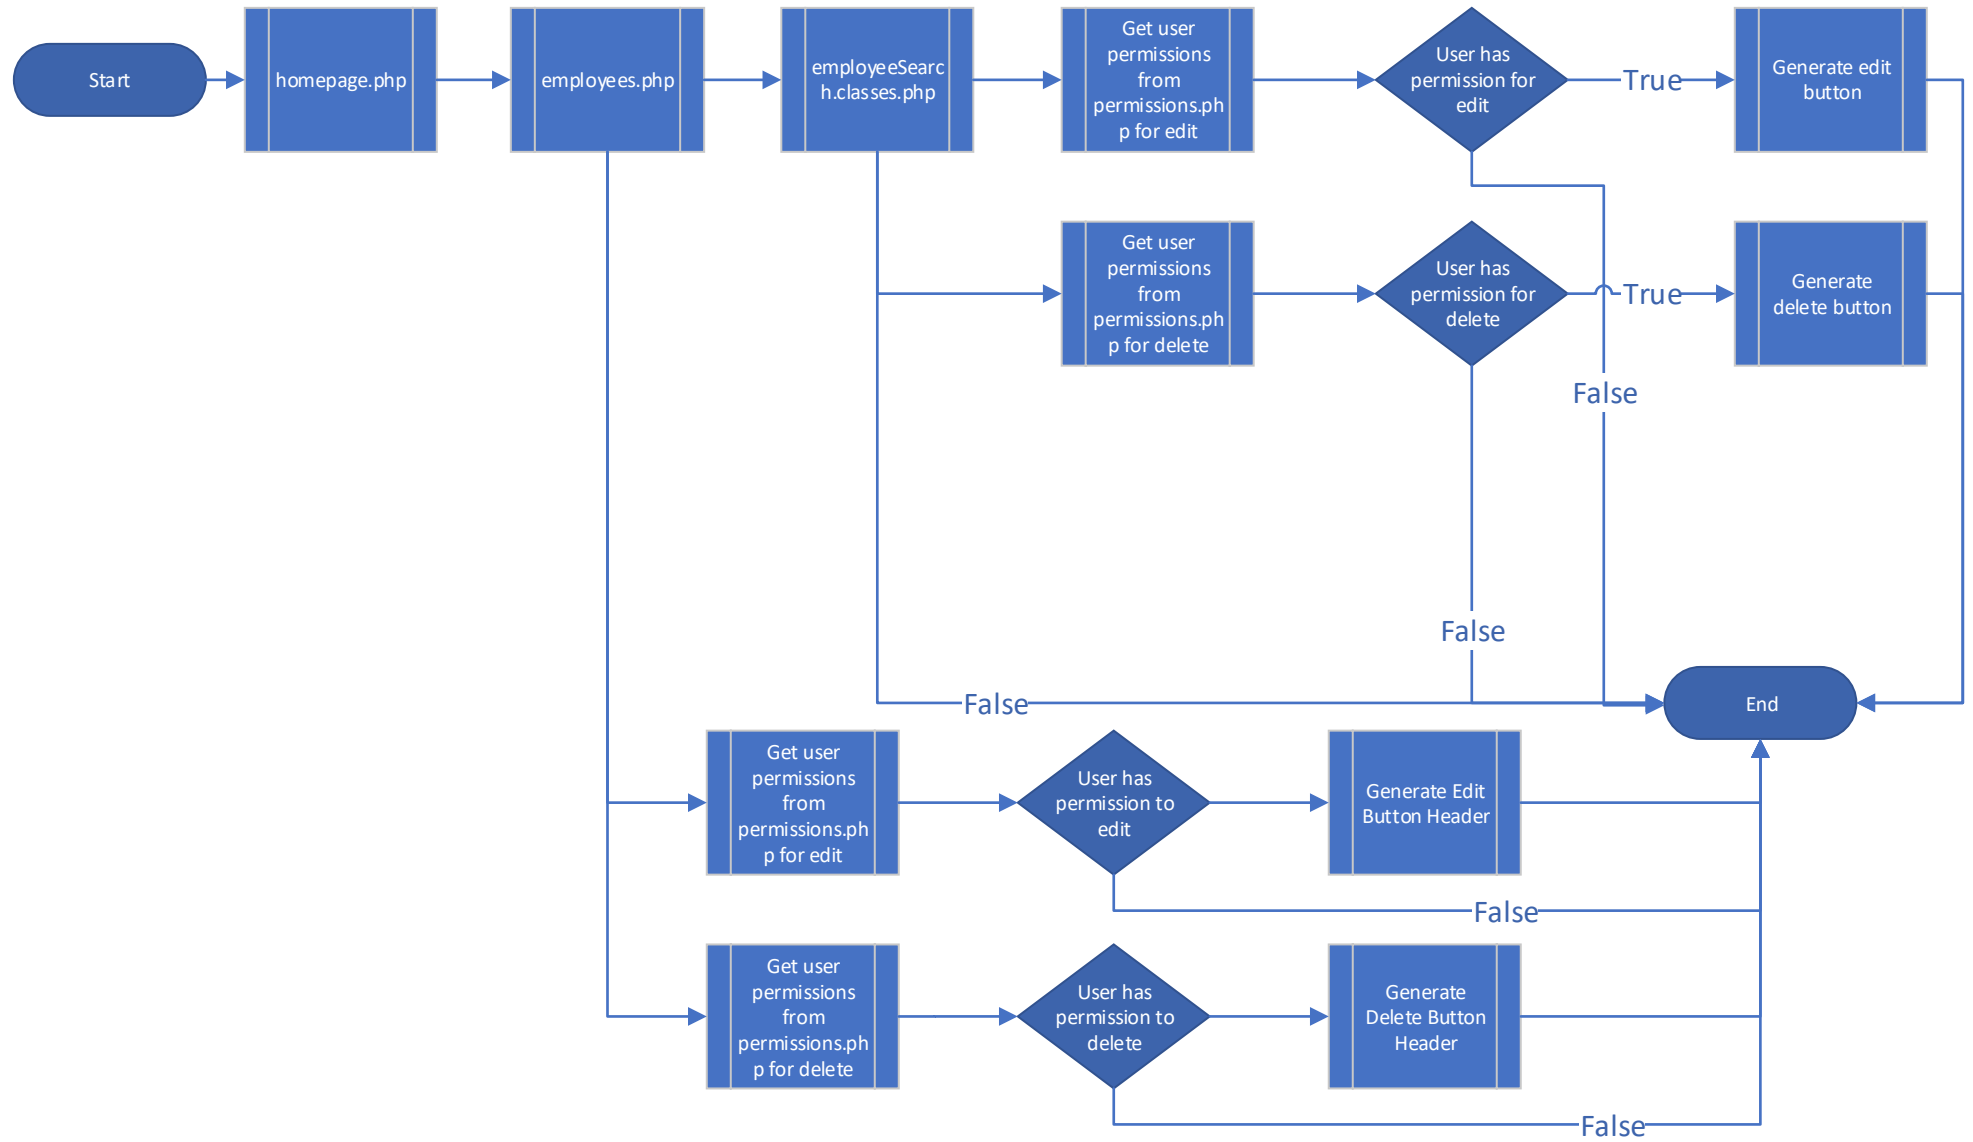 Start
homepage.php
employees.php
employeeSearc
h.classes.php
Get user
permissions
from
permissions.ph
p for edit
User has
permission for
edit
True
Generate edit
button
Get user
permissions
from
permissions.ph
p for delete
User has
permission for
delete
True
Generate
delete button
False
False
False
End
Get user
permissions
from
permissions.ph
p for edit
User has
permission to
edit
Generate Edit
Button Header
False
Get user
permissions
from
permissions.ph
p for delete
User has
permission to
delete
Generate
Delete Button
Header
False